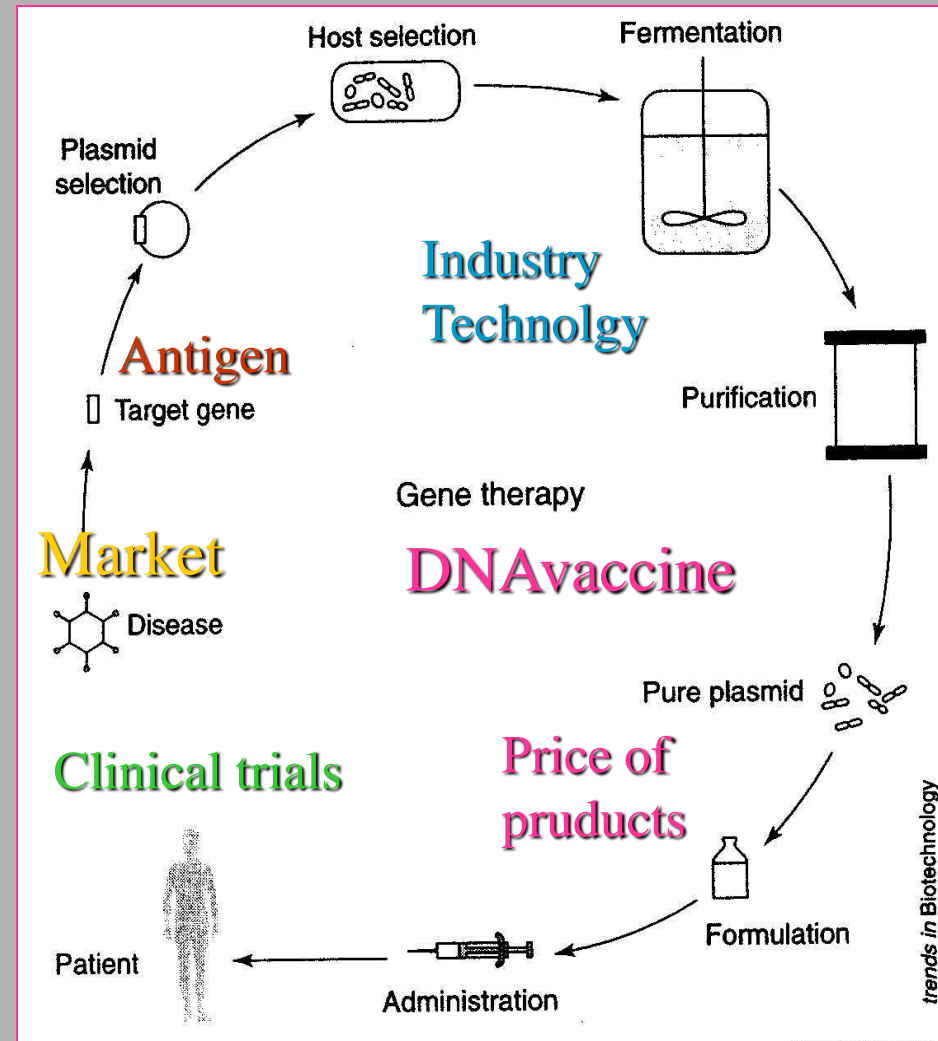 Host selection
Fermentation
Plasmid
selection
Industry
Technolgy
Antigen
Target gene
Purification
Gene therapy
Market
DNAvaccine
Disease
Pure plasmid
Clinical trials
Price of
pruducts
Formulation
Patient
Administration
trends in Biotechnology